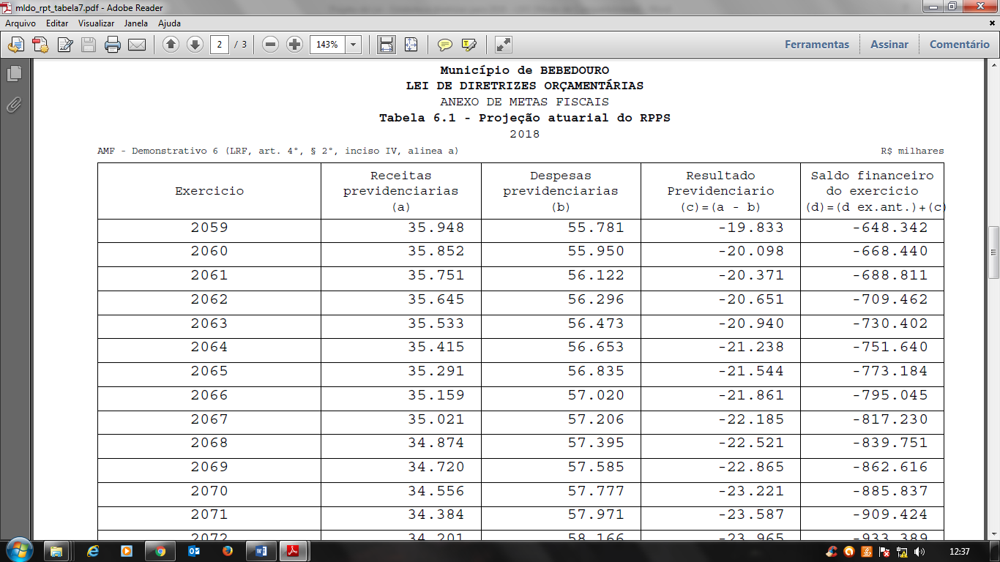 mldo_rpt_tabela7.pdf - Adobe Reader
Arquivo Editar Visualizar Janela Ajuda
2 / 3 143% Ferramentas Assinar Comentário
Município de BEBEDOURO
LEI DE DIRETRIZES ORÇAMENTÁRIAS
ANEXO DE METAS FISCAIS
Tabela 6.1 - Projeção atuarial do RPPS
2018
AMF - Demonstrativo 6 (LRF, art. 4°, § 2°, inciso IV, alinea a) R$ milhares
Receitas Despesas Resultado Saldo financeiro
Exercicio previdenciarias previdenciarias Previdenciario do exercicio
(a) (b) (c)=(a - b) (d)=(d ex.ant.)+(c)
2059 35.948 55.781 -19.833 -648.342
2060 35.852 55.950 -20.098 -668.440
2061 35.751 56.122 -20.371 -688.811
2062 35.645 56.296 -20.651 -709.462
2063 35.533 56.473 -20.940 -730.402
2064 35.415 56.653 -21.238 -751.640
2065 35.291 56.835 -21.544 -773.184
2066 35.159 57.020 -21.861 -795.045
2067 35.021 57.206 -22.185 -817.230
2068 34.874 57.395 -22.521 -839.751
2069 34.720 57.585 -22.865 -862.616
2070 34.556 57.777 -23.221 -885.837
2071 34.384 57.971 -23.587 -909.424
2072 34.201 58.166 -23.965 -933.389
12:37